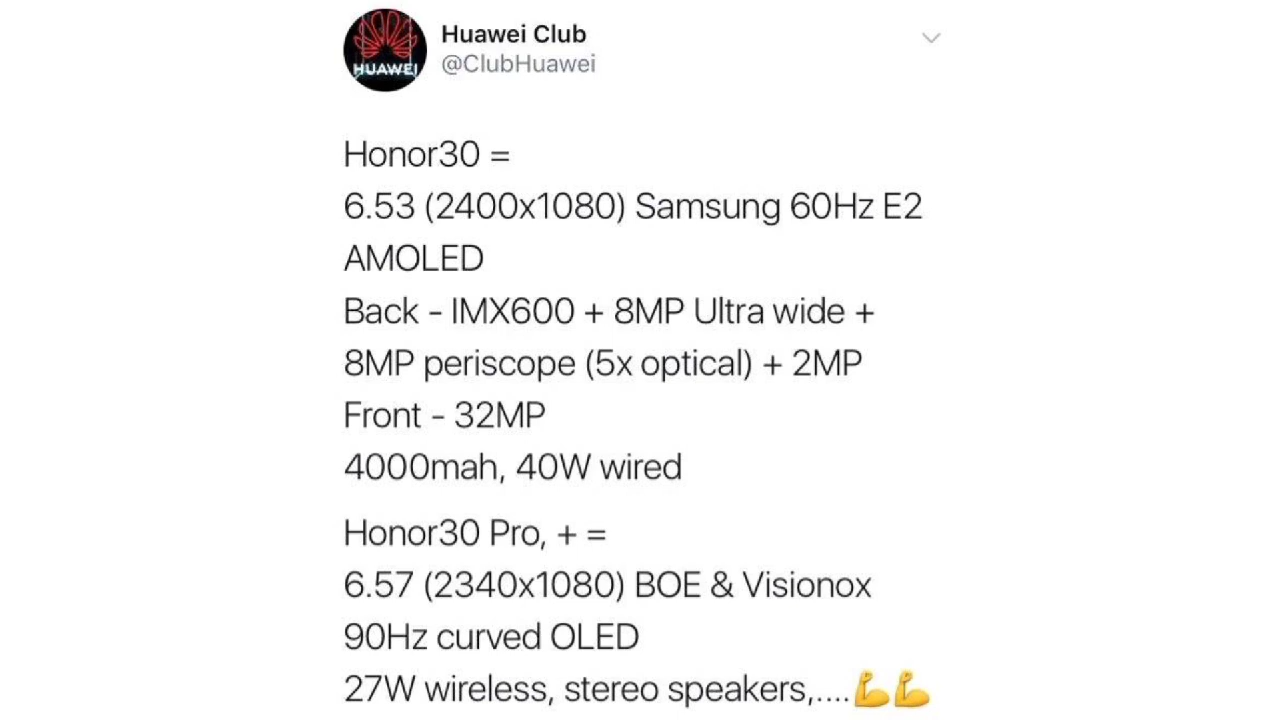 HUAWEI
Huawei Club
@ClubHuawei
Honor30 =
6.53 (2400x1080) Samsung 60Hz E2
AMOLED
Back - IMX600 + 8MP Ultra wide +
8MP periscope (5x optical) + 2MP
Front - 32MP
4000mah, 40W wired
Honor30 Pro, + =
6.57 (2340x1080) BOE & Visionox
90Hz curved OLED
27W wireless, stereo speakers,....💪💪